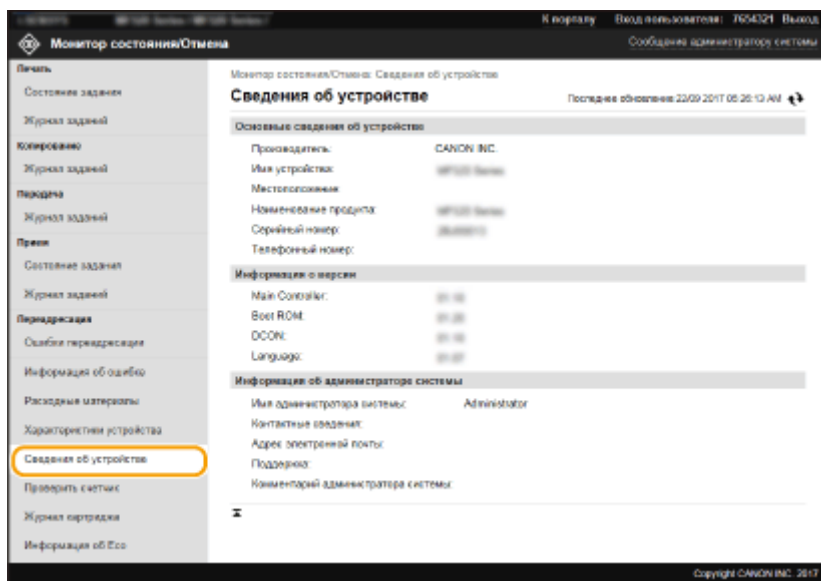 К порталу Вход пользователя: 7654321 Выход
Монитор состояния/Отмена
Сообщение администратору системы
Печать
Состояние задания
Журнал заданий
Копирование
Журнал заданий
Передача
Журнал заданий
Прием
Состояние задания
Журнал заданий
Переадресация
Ошибки переадресации
Информация об ошибке
Расходные материалы
Характеристики устройства
Сведения об устройстве
Проверить счетчик
Журнал картриджа
Информация об Eco
Монитор состояния/Отмена: Сведения об устройстве
Сведения об устройстве
Последнее обновление: 22/09 2017 05:26:13 AM
Основные сведения об устройстве
Производитель: CANON INC.
Имя устройства:
Местоположение:
Наименование продукта:
Серийный номер:
Телефонный номер:
Информация о версии
Main Controller:
Boot ROM:
DCON:
Language:
Информация об администраторе системы
Имя администратора системы: Administrator
Контактные сведения:
Адрес электронной почты:
Поддержка:
Комментарий администратора системы:
Copyright CANON INC. 2017